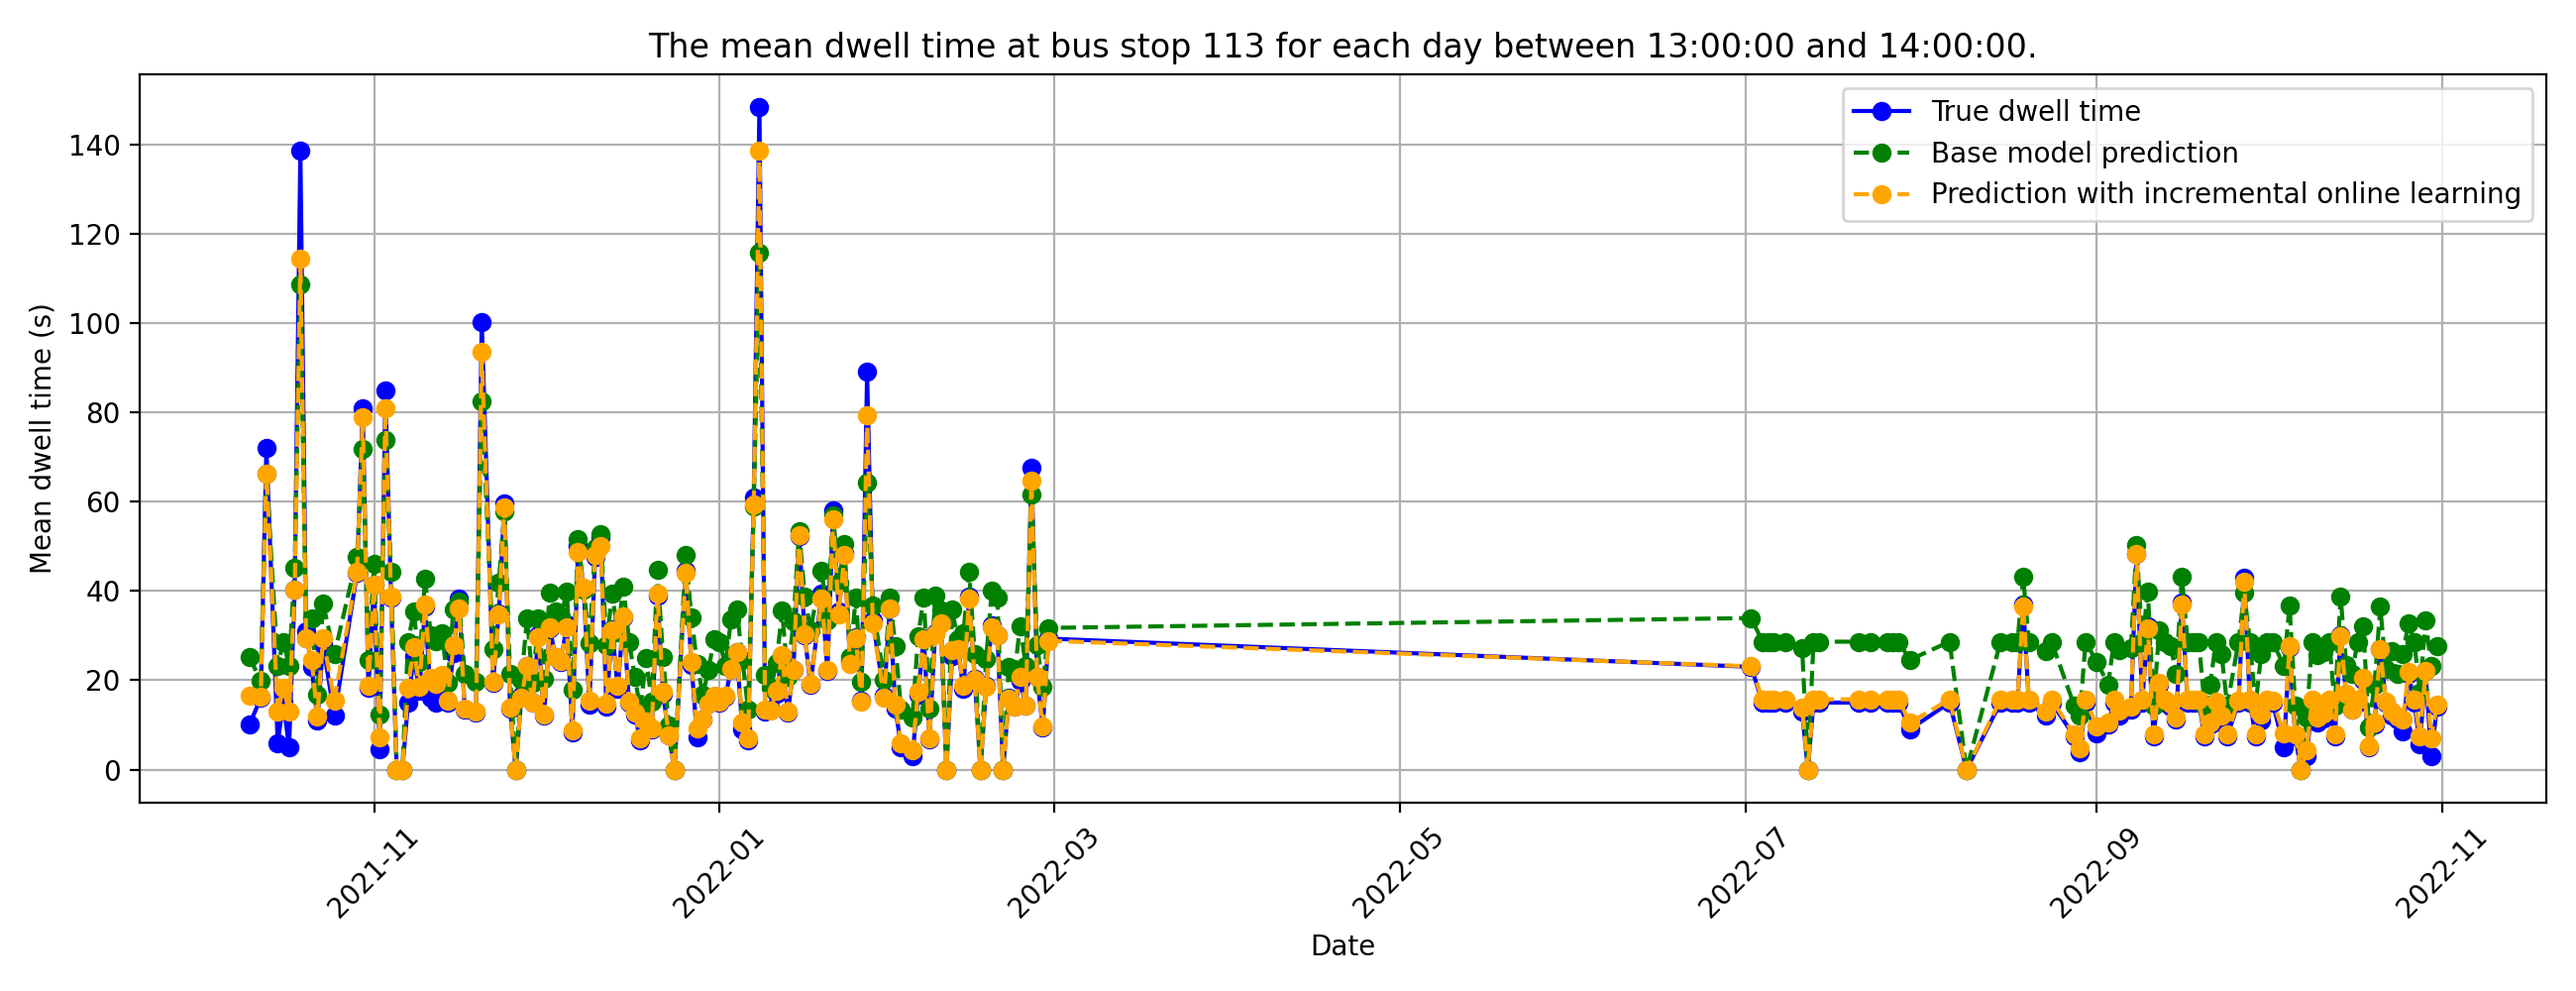 The mean dwell time at bus stop 113 for each day between 13:00:00 and 14:00:00.
True dwell time
Base model prediction
Prediction with incremental online learning
Mean dwell time (s)
140
120
100
80
60
40
20
0
2021-11
2022-01
2022-03
2022-05
2022-07
2022-09
2022-11
Date